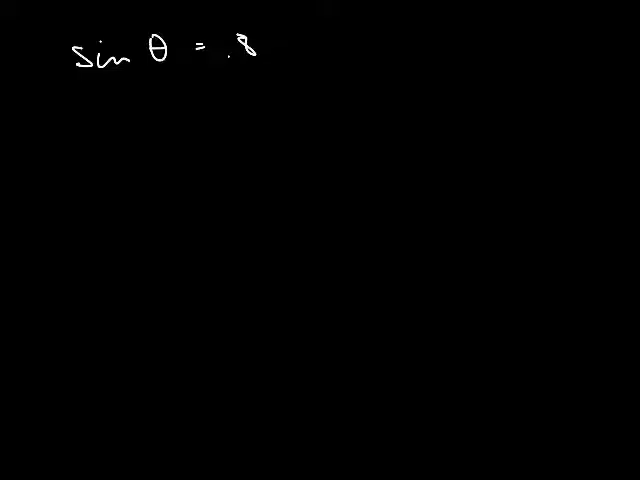 sin θ = .8